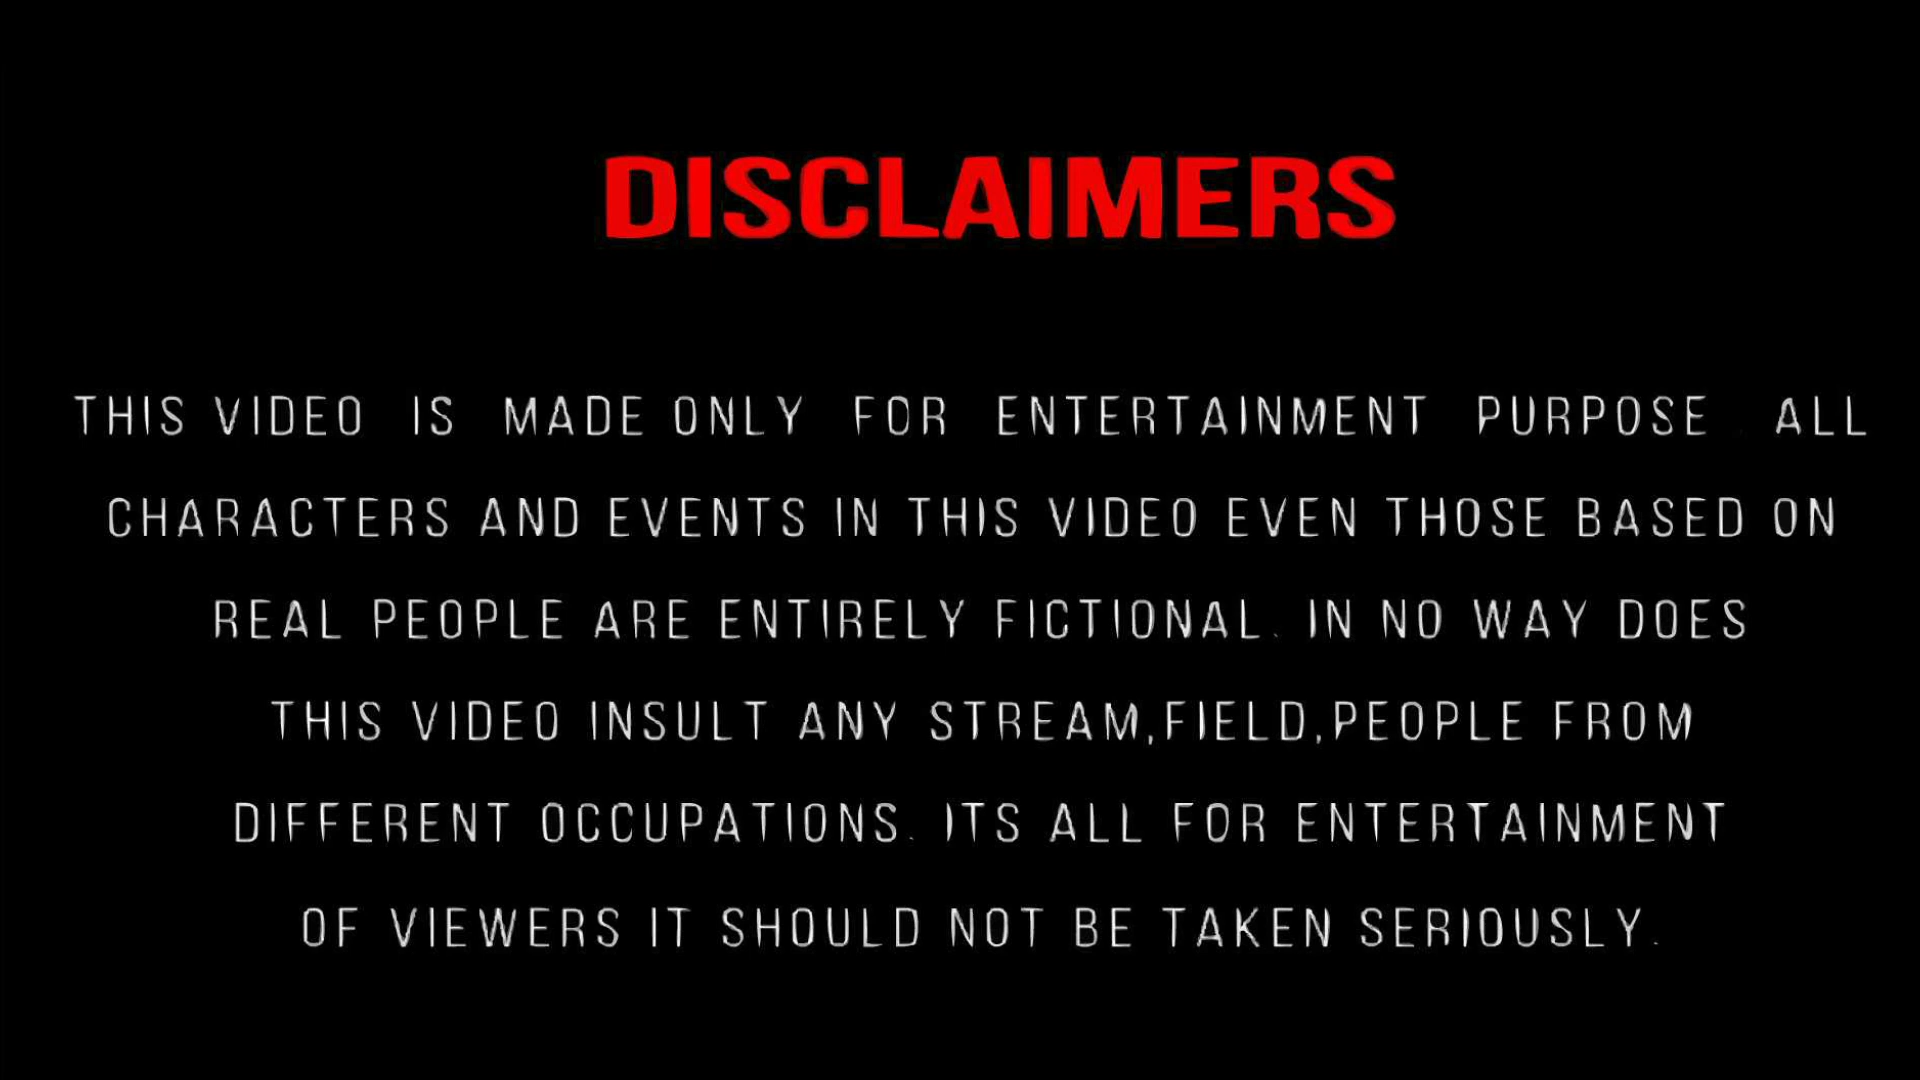 DISCLAIMERS
THIS VIDEO IS MADE ONLY FOR ENTERTAINMENT PURPOSE ALL
CHARACTERS AND EVENTS IN THIS VIDEO EVEN THOSE BASED ON
REAL PEOPLE ARE ENTIRELY FICTIONAL. IN NO WAY DOES
THIS VIDEO INSULT ANY STREAM,FIELD,PEOPLE FROM
DIFFERENT OCCUPATIONS. ITS ALL FOR ENTERTAINMENT
OF VIEWERS IT SHOULD NOT BE TAKEN SERIOUSLY.